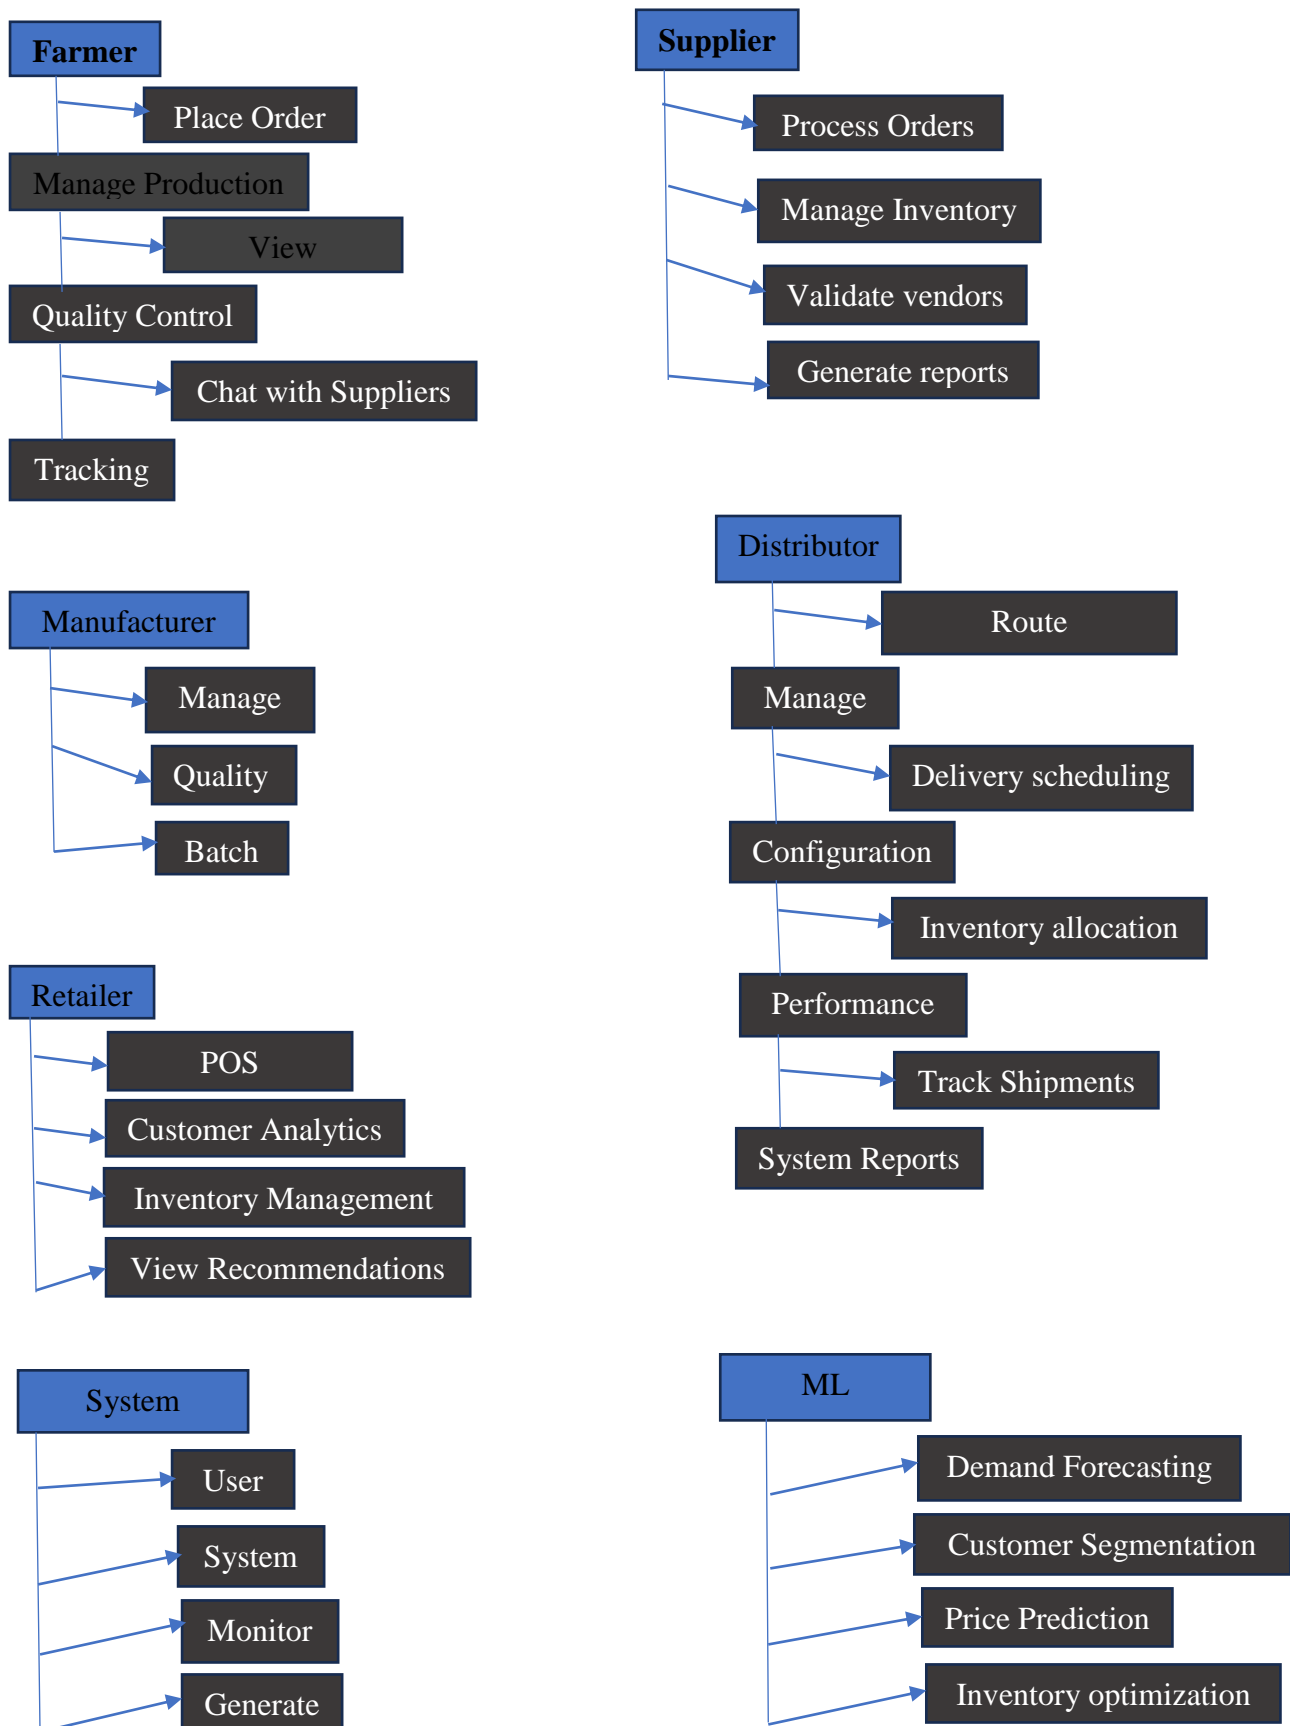 Farmer
Place Order
Manage Production
View
Quality Control
Chat with Suppliers
Tracking
Supplier
Process Orders
Manage Inventory
Validate vendors
Generate reports
Manufacturer
Manage
Quality
Batch
Distributor
Route
Manage
Delivery scheduling
Configuration
Inventory allocation
Performance
Track Shipments
System Reports
Retailer
POS
Customer Analytics
Inventory Management
View Recommendations
System
User
System
Monitor
Generate
ML
Demand Forecasting
Customer Segmentation
Price Prediction
Inventory optimization